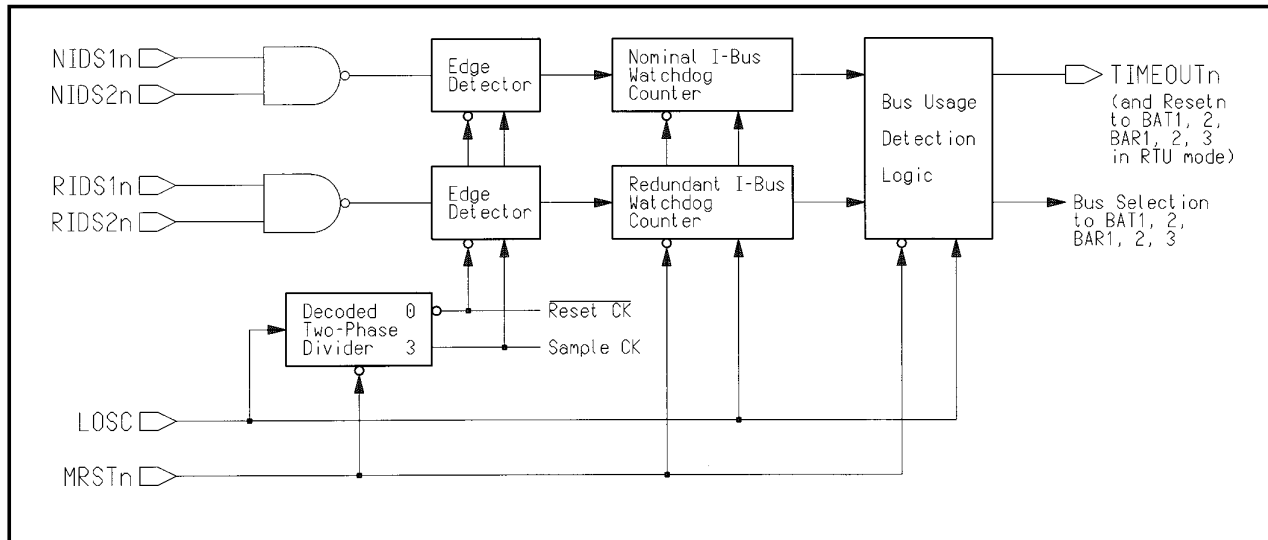 NIDS1n
NIDS2n
Edge
Detector
Nominal I-Bus
Watchdog
Counter
Bus Usage
Detection
Logic
TIMEOUTn
(and Resetn
to BAT1, 2,
BAR1, 2, 3
in RTU mode)
RIDS1n
RIDS2n
Edge
Detector
Redundant I-Bus
Watchdog
Counter
Bus Selection
to BAT1, 2,
BAR1, 2, 3
Decoded 0
Two-Phase
Divider 3
Reset CK
Sample CK
LOSC
MRSTn